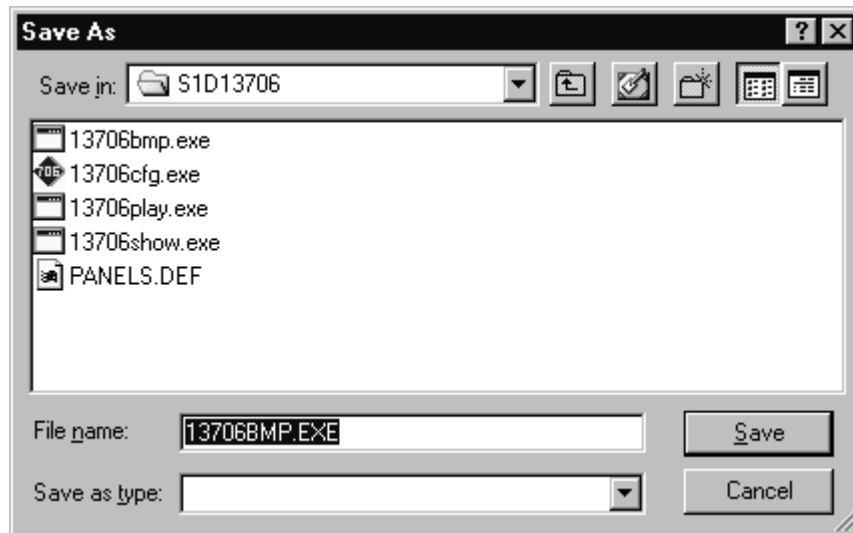 Save As
Save in: S1D13706
13706bmp.exe
706 13706cfg.exe
13706play.exe
13706show.exe
PANELS.DEF
File name: 13706BMP.EXE Save
Save as type: Cancel